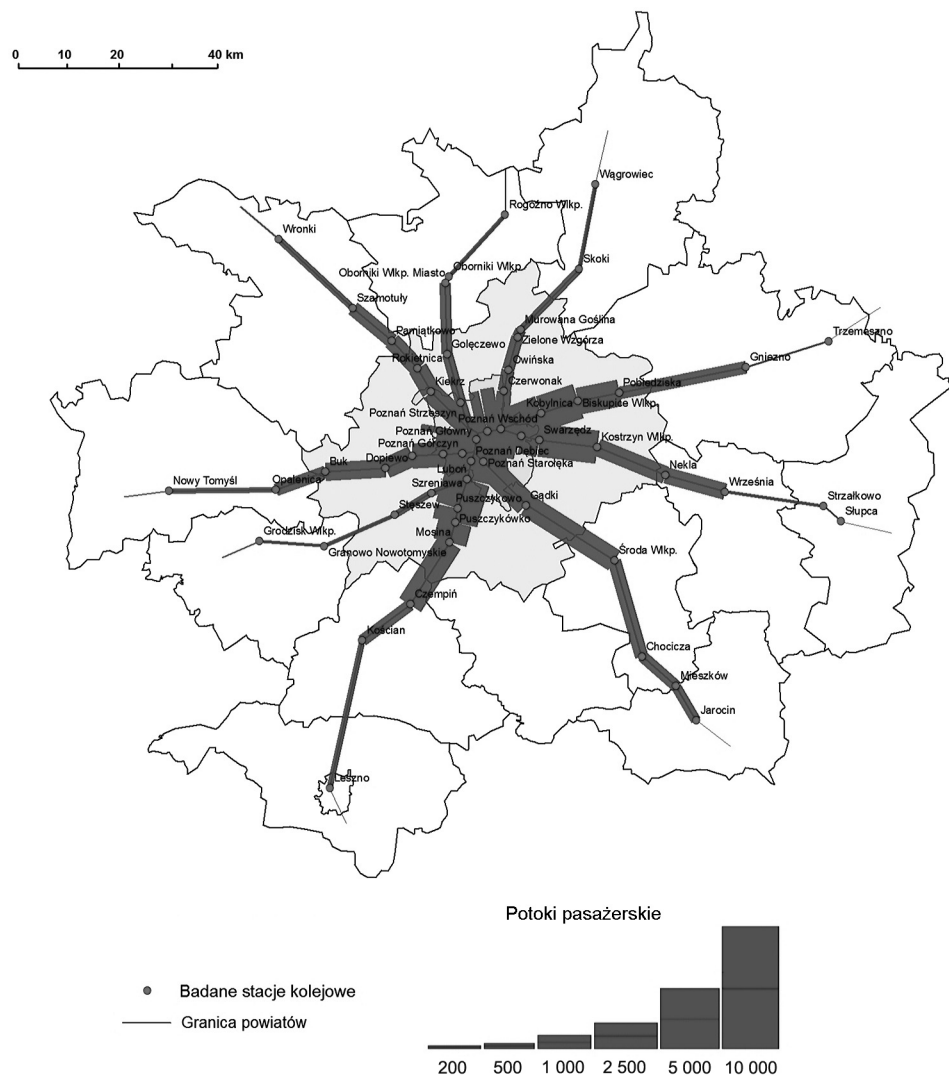 0 10 20 40 km
Wągrowiec
Rogoźno Wlkp.
Wronki
Oborniki Wlkp. Miasto
Oborniki Wlkp.
Skoki
Szamotuły
Murowana Goślina
Pamiątkowo
Zielone Wzgórza
Trzemeszno
Golęczewo
Rokietnica
Owińska
Gniezno
Kiekrz
Czerwonak
Pobiedziska
Kobylnica
Biskupice Wlkp.
Poznań Strzeszyn
Poznań Wschód
Poznań Główny
Swarzędz
Kostrzyn Wlkp.
Poznań Górczyn
Poznań Dębiec
Dopiewo
Poznań Starołęka
Buk
Luboń
Nekla
Nowy Tomyśl
Opalenica
Szreniawa
Września
Puszczykowo
Gądki
Strzałkowo
Stęszew
Słupca
Puszczykówko
Grodzisk Wlkp.
Mosina
Granowo Nowotomyskie
Środa Wlkp.
Czempiń
Kościan
Chocicza
Mieszków
Jarocin
Leszno
Potoki pasażerskie
Badane stacje kolejowe
Granica powiatów
200 500 1 000 2 500 5 000 10 000